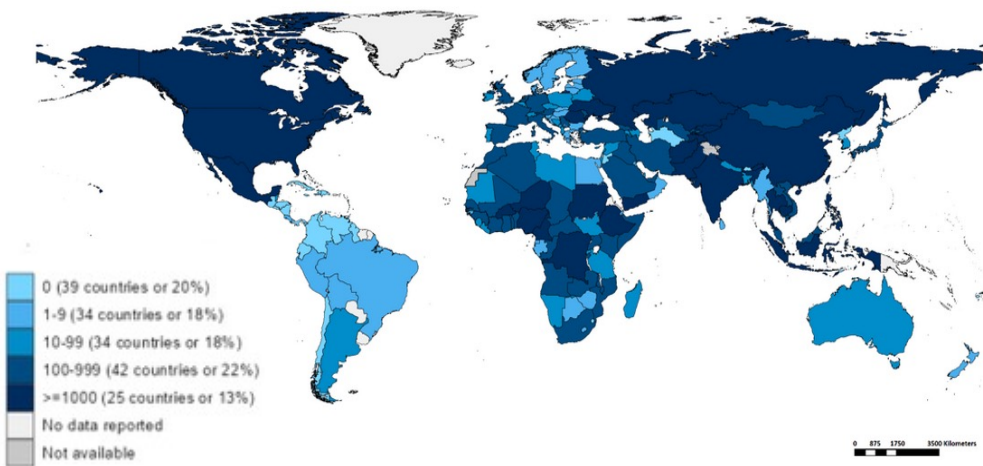 0 (39 countries or 20%)
1-9 (34 countries or 18%)
10-99 (34 countries or 18%)
100-999 (42 countries or 22%)
>=1000 (25 countries or 13%)
No data reported
Not available
0 875 1750 3500 Kilometers